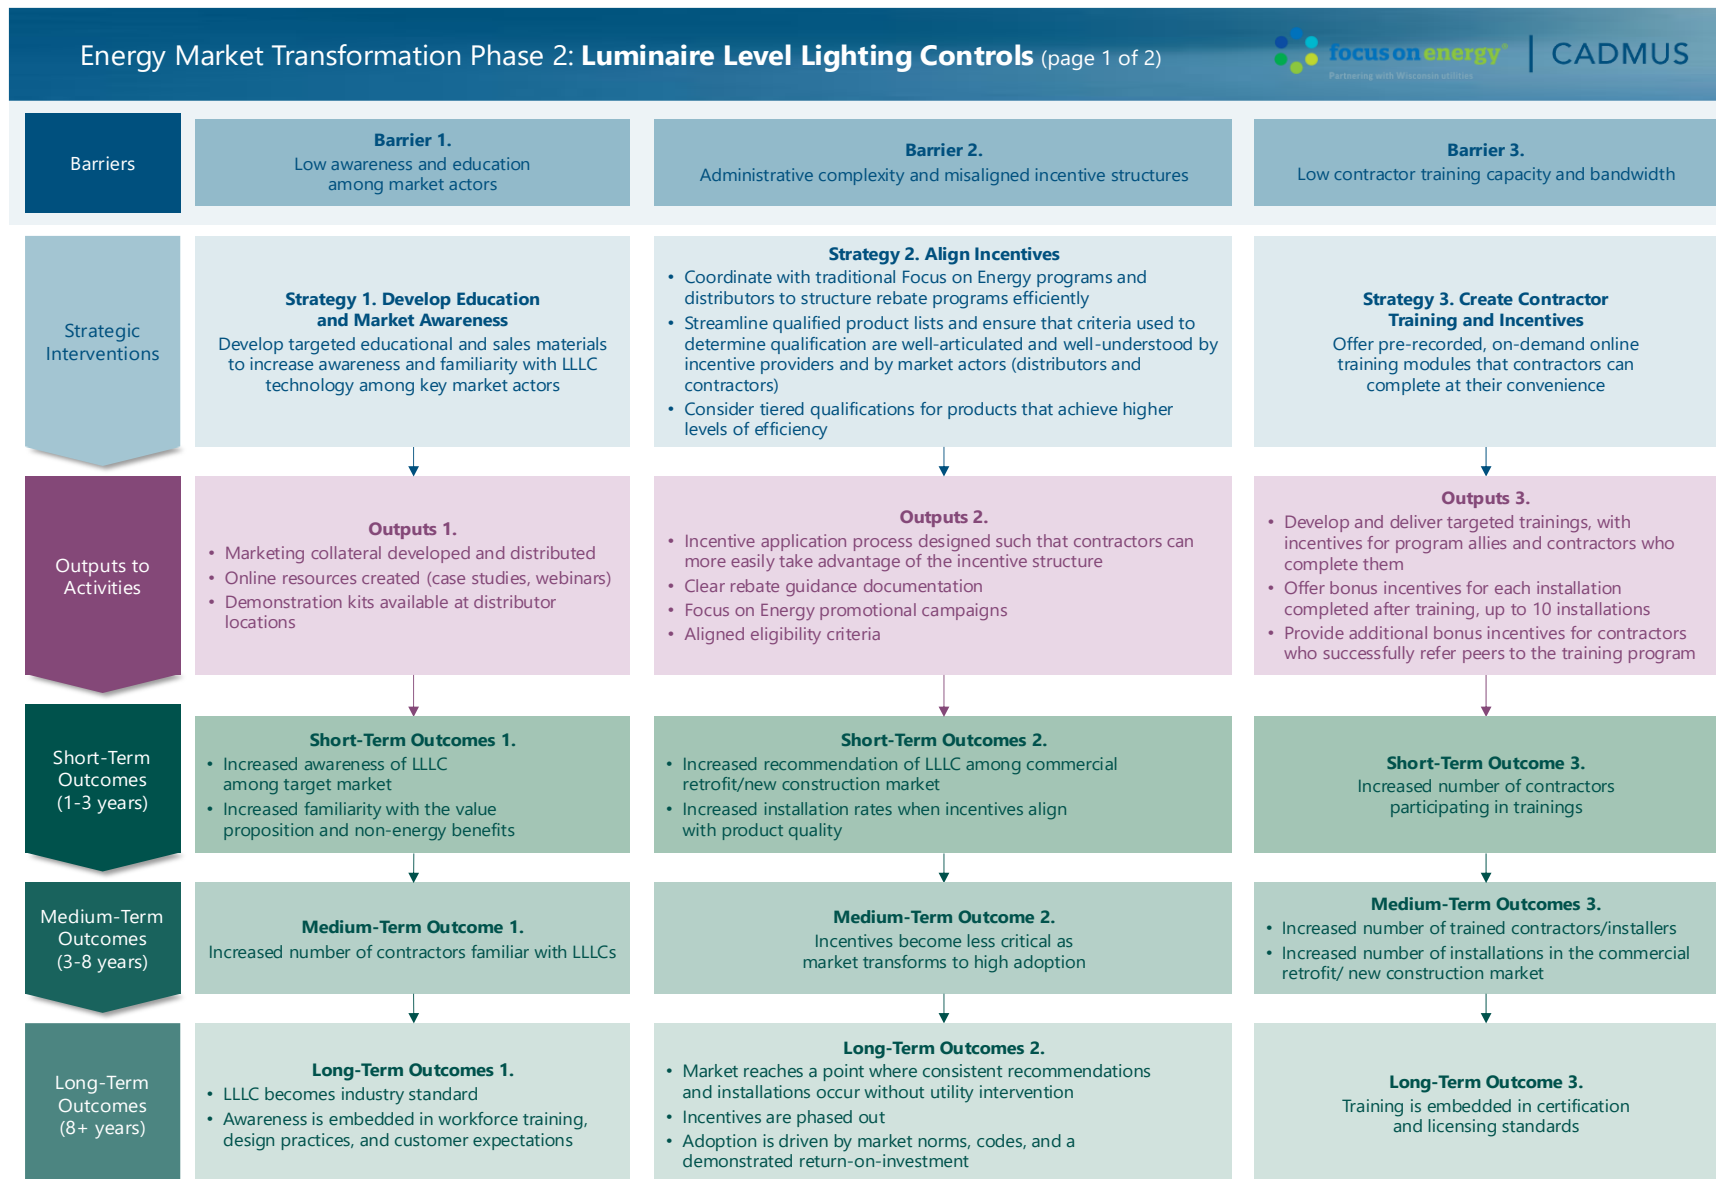 Energy Market Transformation Phase 2: Luminaire Level Lighting Controls (page 1 of 2)
focus on energy®
Partnering with Wisconsin utilities
CADMUS
Barriers
Barrier 1.
Low awareness and education
among market actors
Barrier 2.
Administrative complexity and misaligned incentive structures
Barrier 3.
Low contractor training capacity and bandwidth
Strategic
Interventions
Strategy 1. Develop Education
and Market Awareness
Develop targeted educational and sales materials
to increase awareness and familiarity with LLLC
technology among key market actors
Strategy 2. Align Incentives
• Coordinate with traditional Focus on Energy programs and
distributors to structure rebate programs efficiently
• Streamline qualified product lists and ensure that criteria used to
determine qualification are well-articulated and well-understood by
incentive providers and by market actors (distributors and
contractors)
• Consider tiered qualifications for products that achieve higher
levels of efficiency
Strategy 3. Create Contractor
Training and Incentives
Offer pre-recorded, on-demand online
training modules that contractors can
complete at their convenience
Outputs to
Activities
Outputs 1.
• Marketing collateral developed and distributed
• Online resources created (case studies, webinars)
• Demonstration kits available at distributor
locations
Outputs 2.
• Incentive application process designed such that contractors can
more easily take advantage of the incentive structure
• Clear rebate guidance documentation
• Focus on Energy promotional campaigns
• Aligned eligibility criteria
Outputs 3.
• Develop and deliver targeted trainings, with
incentives for program allies and contractors who
complete them
• Offer bonus incentives for each installation
completed after training, up to 10 installations
• Provide additional bonus incentives for contractors
who successfully refer peers to the training program
Short-Term
Outcomes
(1-3 years)
Short-Term Outcomes 1.
• Increased awareness of LLLC
among target market
• Increased familiarity with the value
proposition and non-energy benefits
Short-Term Outcomes 2.
• Increased recommendation of LLLC among commercial
retrofit/new construction market
• Increased installation rates when incentives align
with product quality
Short-Term Outcome 3.
Increased number of contractors
participating in trainings
Medium-Term
Outcomes
(3-8 years)
Medium-Term Outcome 1.
Increased number of contractors familiar with LLLCs
Medium-Term Outcome 2.
Incentives become less critical as
market transforms to high adoption
Medium-Term Outcomes 3.
• Increased number of trained contractors/installers
• Increased number of installations in the commercial
retrofit/ new construction market
Long-Term
Outcomes
(8+ years)
Long-Term Outcomes 1.
• LLLC becomes industry standard
• Awareness is embedded in workforce training,
design practices, and customer expectations
Long-Term Outcomes 2.
• Market reaches a point where consistent recommendations
and installations occur without utility intervention
• Incentives are phased out
• Adoption is driven by market norms, codes, and a
demonstrated return-on-investment
Long-Term Outcome 3.
Training is embedded in certification
and licensing standards